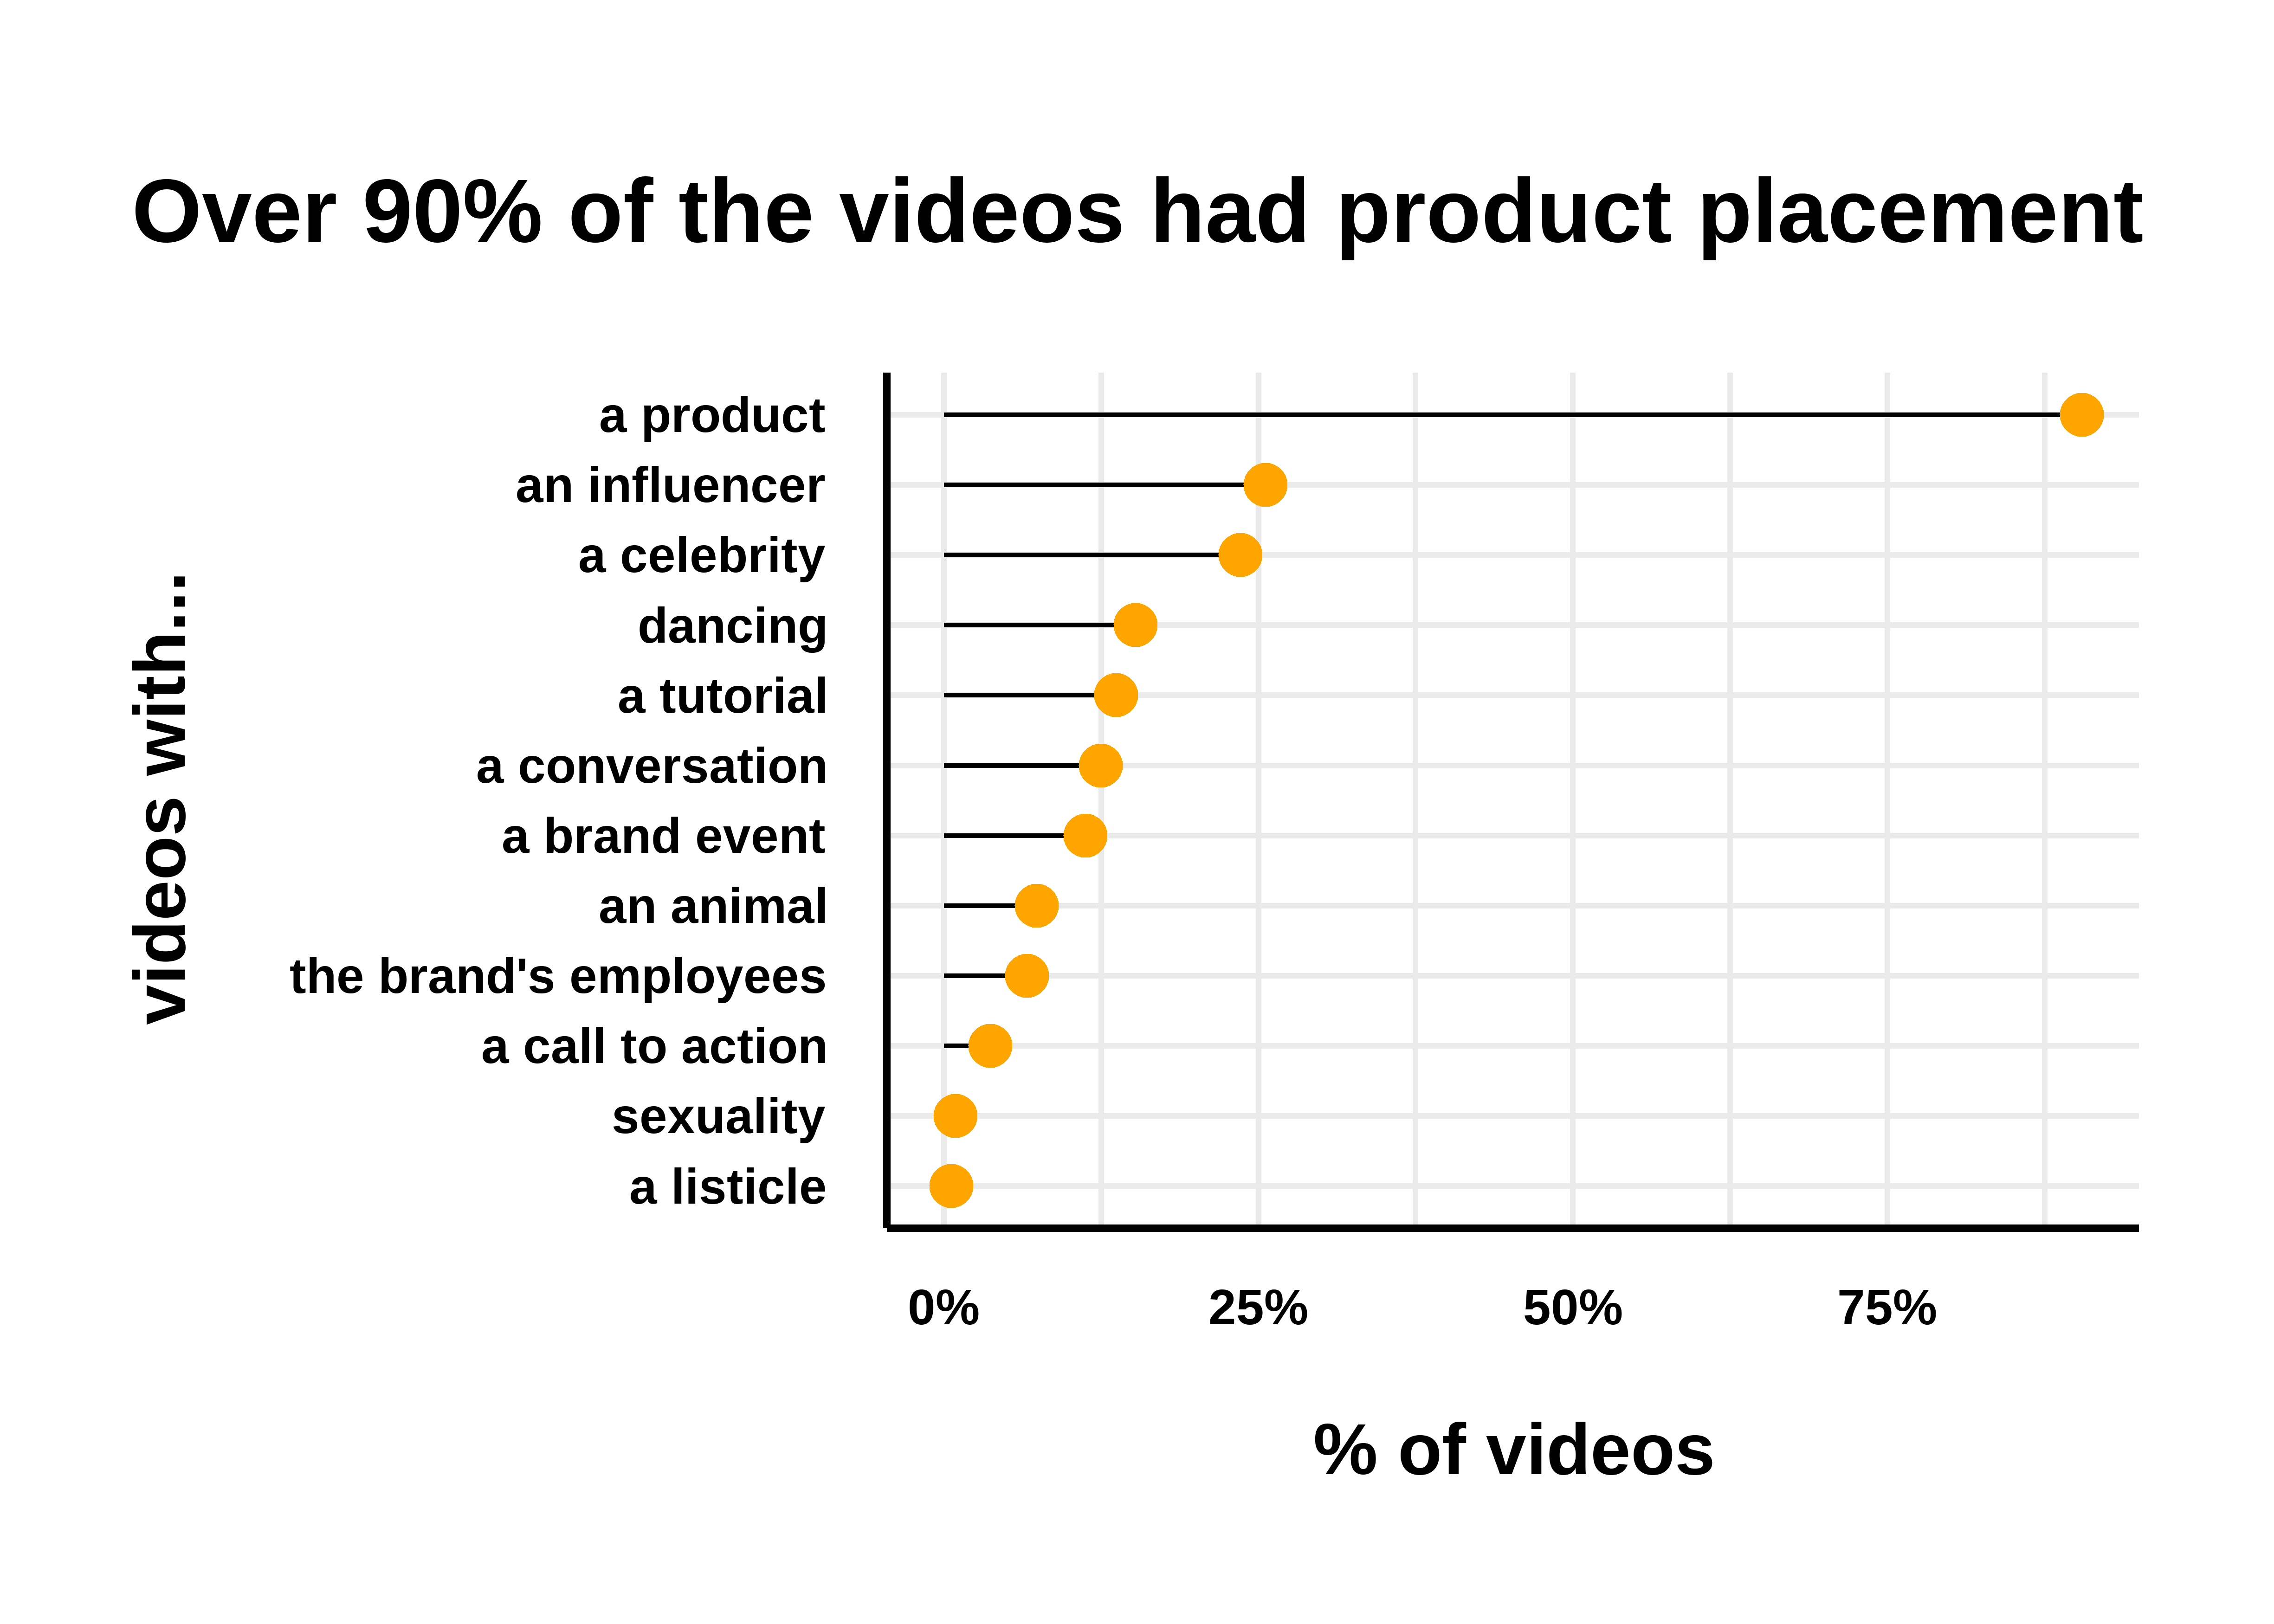 Over 90% of the videos had product placement
videos with...
a product
an influencer
a celebrity
dancing
a tutorial
a conversation
a brand event
an animal
the brand's employees
a call to action
sexuality
a listicle
0% 25% 50% 75%
% of videos